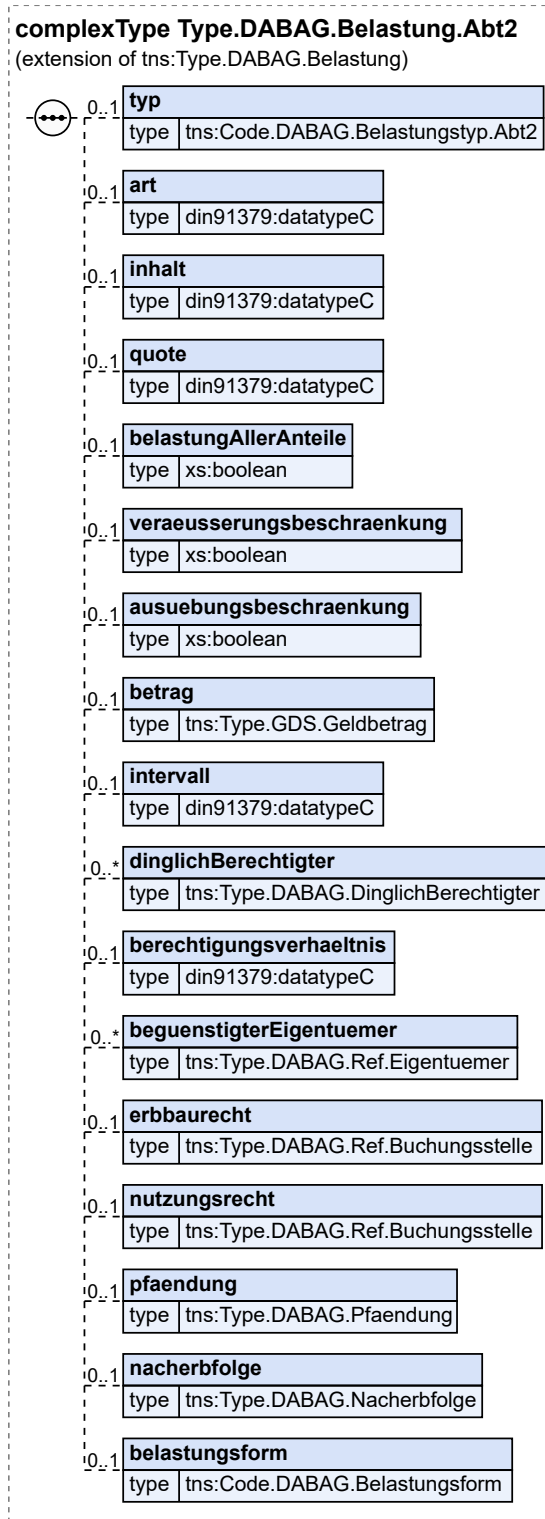 complexType Type.DABAG.Belastung.Abt2
(extension of tns:Type.DABAG.Belastung)
0..1 typ
type tns:Code.DABAG.Belastungstyp.Abt2
0..1 art
type din91379:datatypeC
0..1 inhalt
type din91379:datatypeC
0..1 quote
type din91379:datatypeC
0..1 belastungAllerAnteile
type xs:boolean
0..1 veraeusserungsbeschraenkung
type xs:boolean
0..1 ausuebungsbeschraenkung
type xs:boolean
0..1 betrag
type tns:Type.GDS.Geldbetrag
0..1 intervall
type din91379:datatypeC
0..* dinglichBerechtigter
type tns:Type.DABAG.DinglichBerechtigter
0..1 berechtigungsverhaeltnis
type din91379:datatypeC
0..* beguenstigterEigentuemer
type tns:Type.DABAG.Ref.Eigentuemer
0..1 erbbaurecht
type tns:Type.DABAG.Ref.Buchungsstelle
0..1 nutzungsrecht
type tns:Type.DABAG.Ref.Buchungsstelle
0..1 pfaendung
type tns:Type.DABAG.Pfaendung
0..1 nacherbfolge
type tns:Type.DABAG.Nacherbfolge
0..1 belastungsform
type tns:Code.DABAG.Belastungsform